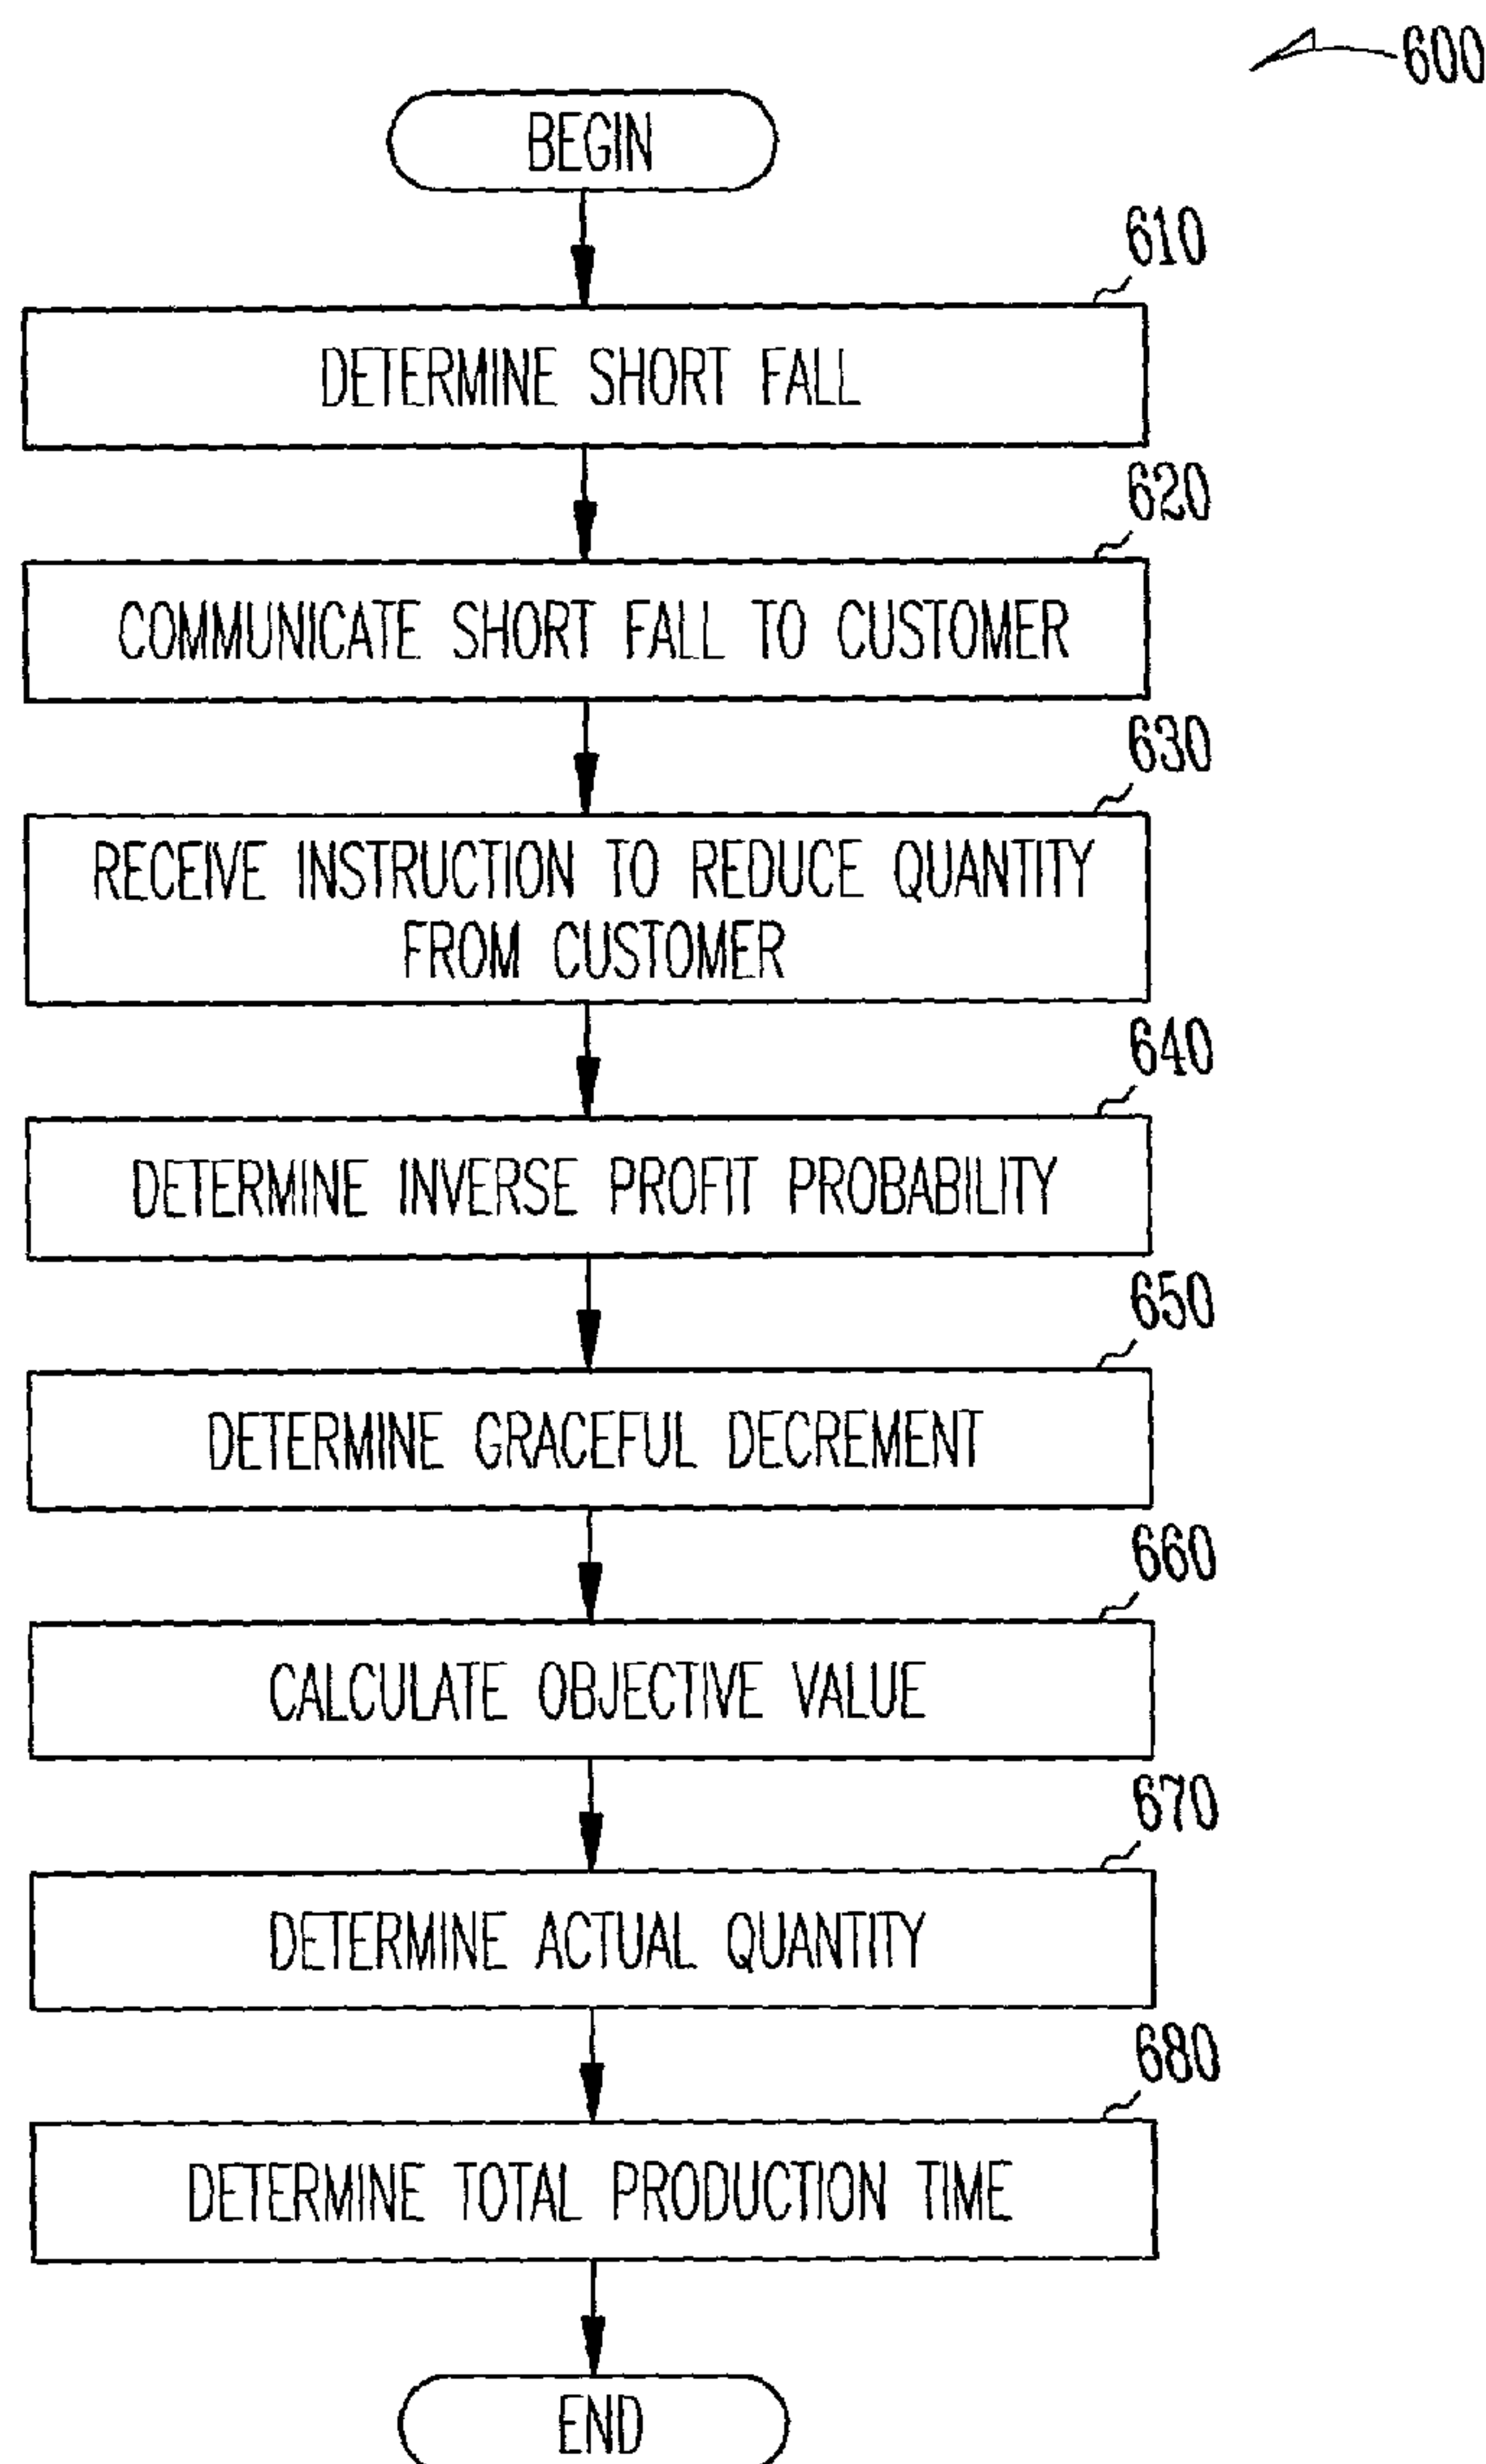 600
BEGIN
610
DETERMINE SHORT FALL
620
COMMUNICATE SHORT FALL TO CUSTOMER
630
RECEIVE INSTRUCTION TO REDUCE QUANTITY
FROM CUSTOMER
640
DETERMINE INVERSE PROFIT PROBABILITY
650
DETERMINE GRACEFUL DECREMENT
660
CALCULATE OBJECTIVE VALUE
670
DETERMINE ACTUAL QUANTITY
680
DETERMINE TOTAL PRODUCTION TIME
END